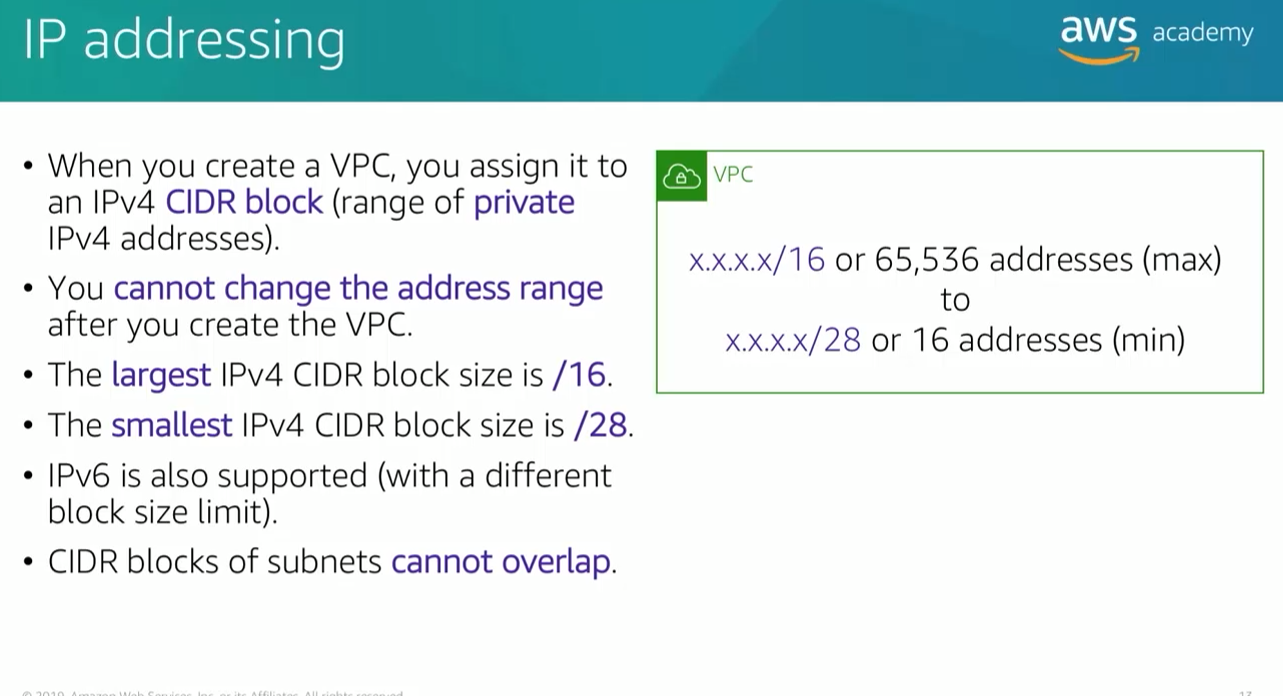 IP addressing
aws academy
• When you create a VPC, you assign it to
an IPv4 CIDR block (range of private
IPv4 addresses).
• You cannot change the address range
after you create the VPC.
• The largest IPv4 CIDR block size is /16.
• The smallest IPv4 CIDR block size is /28.
• IPv6 is also supported (with a different
block size limit).
• CIDR blocks of subnets cannot overlap.
VPC
x.x.x.x/16 or 65,536 addresses (max)
to
x.x.x.x/28 or 16 addresses (min)
© 2019, Amazon Web Services, Inc. or its Affiliates. All rights reserved.
13